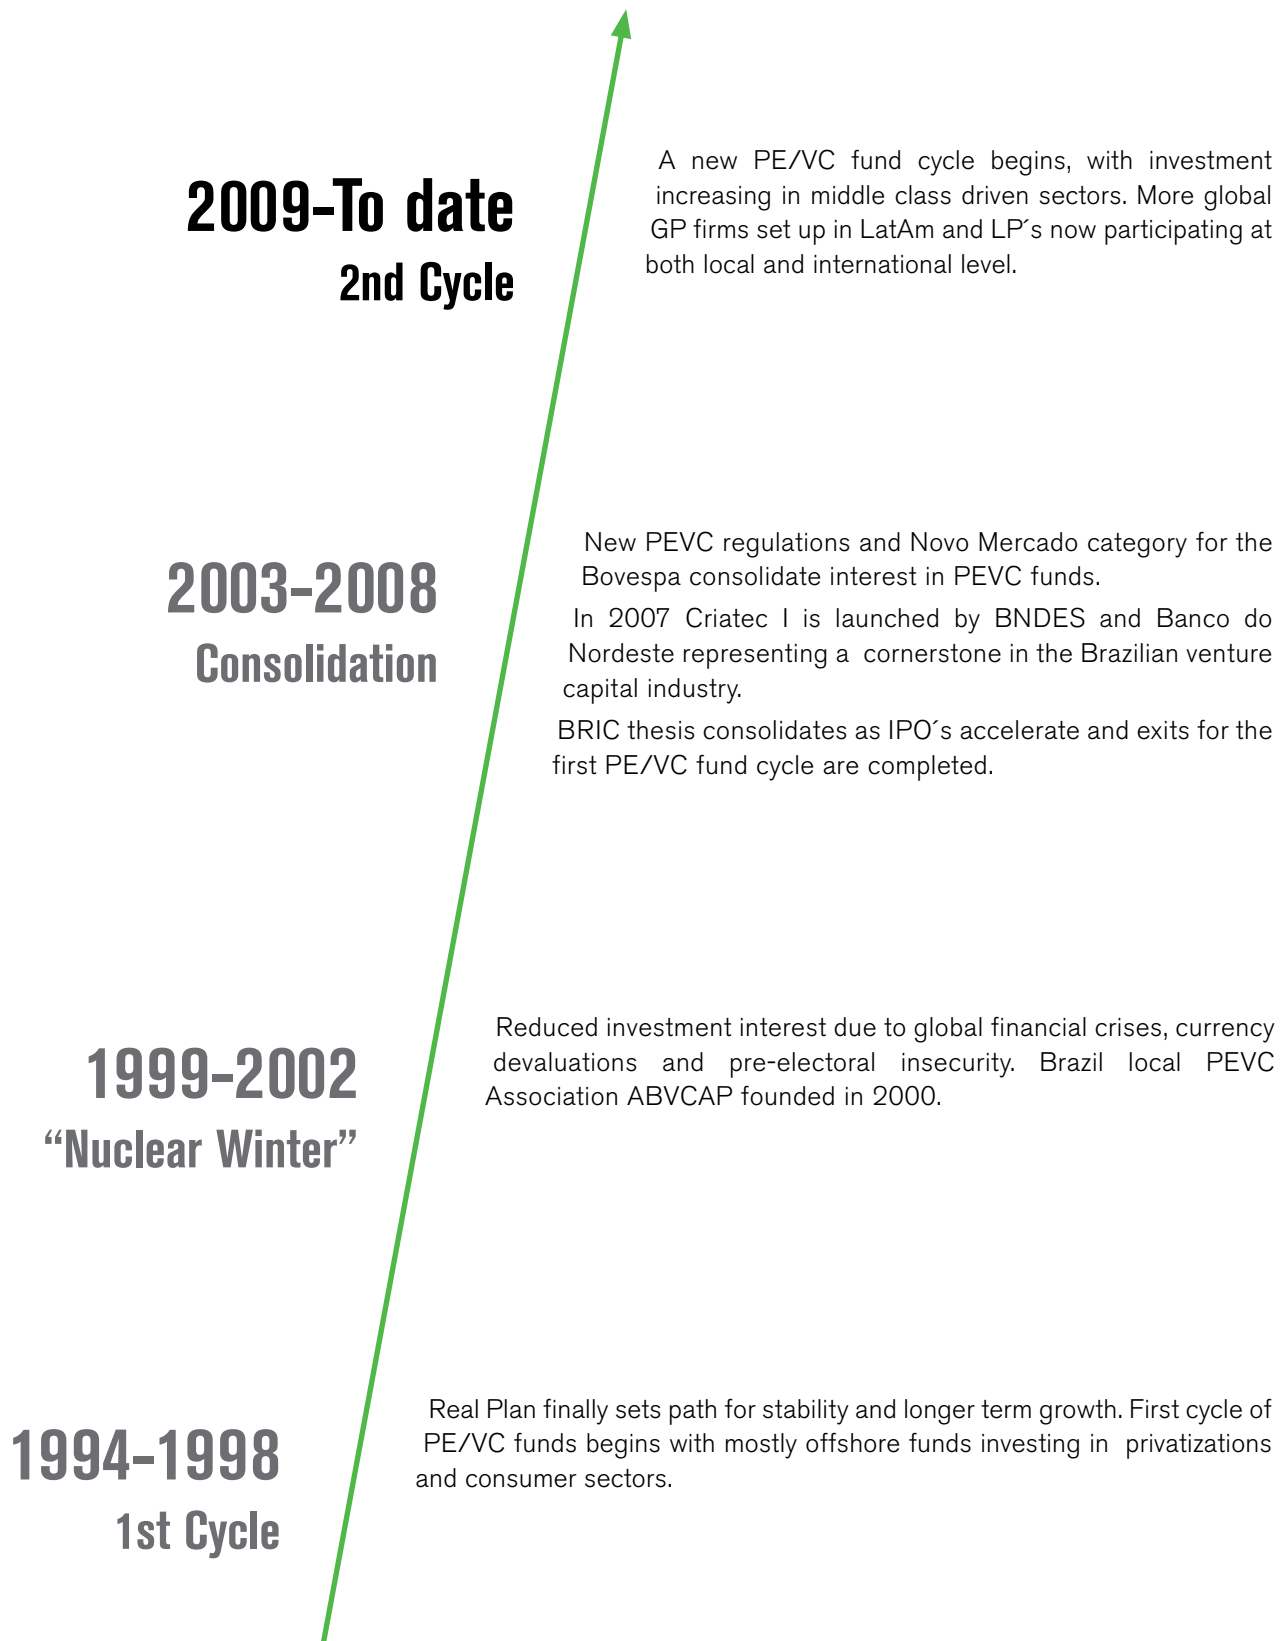 2009-To date
2nd Cycle
A new PE/VC fund cycle begins, with investment
increasing in middle class driven sectors. More global
GP firms set up in LatAm and LP´s now participating at
both local and international level.
2003-2008
Consolidation
New PEVC regulations and Novo Mercado category for the
Bovespa consolidate interest in PEVC funds.
In 2007 Criatec I is launched by BNDES and Banco do
Nordeste representing a cornerstone in the Brazilian venture
capital industry.
BRIC thesis consolidates as IPO´s accelerate and exits for the
first PE/VC fund cycle are completed.
1999-2002
“Nuclear Winter”
Reduced investment interest due to global financial crises, currency
devaluations and pre-electoral insecurity. Brazil local PEVC
Association ABVCAP founded in 2000.
1994-1998
1st Cycle
Real Plan finally sets path for stability and longer term growth. First cycle of
PE/VC funds begins with mostly offshore funds investing in privatizations
and consumer sectors.